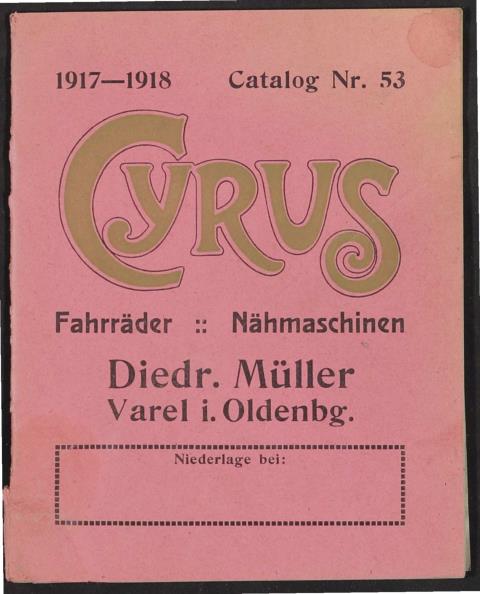 1917—1918 Catalog Nr. 53
CYRUS
Fahrräder :: Nähmaschinen
Diedr. Müller
Varel i. Oldenbg.
Niederlage bei: